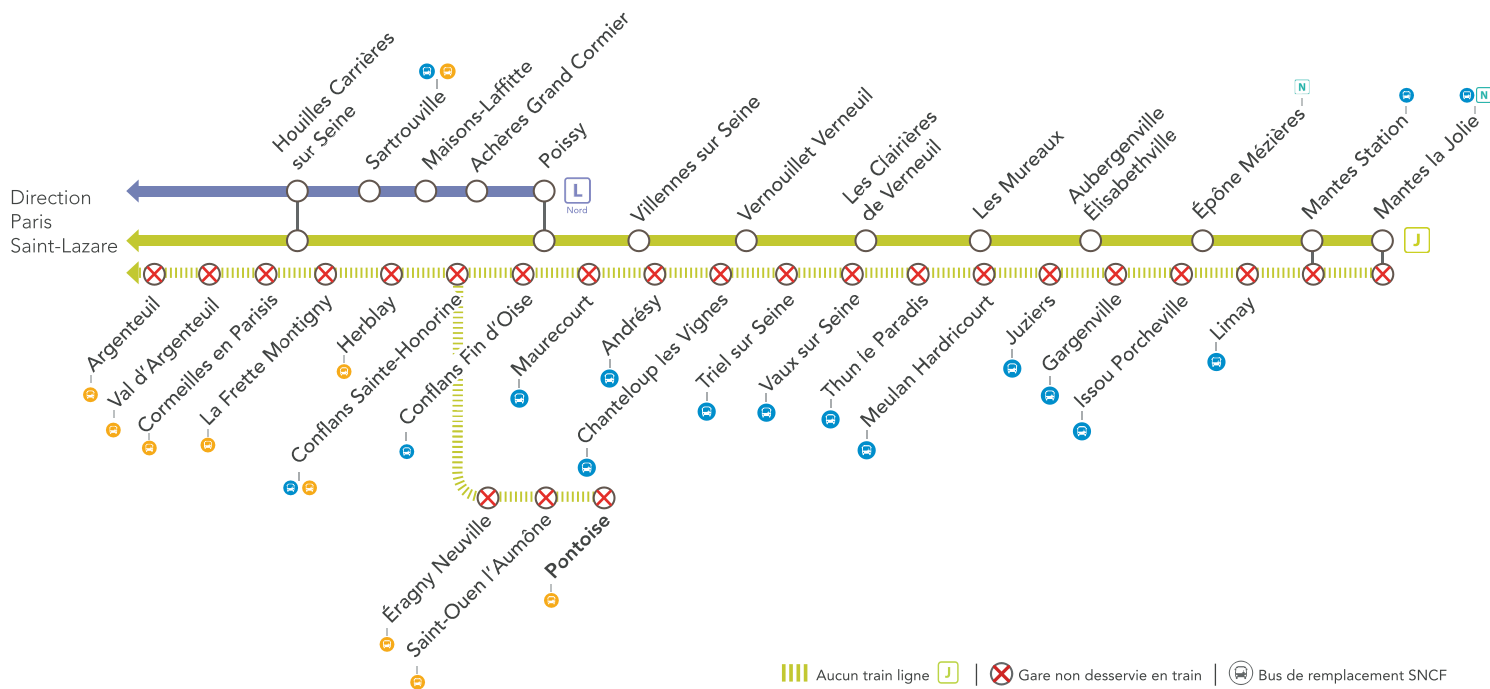 Direction
Paris
Saint-Lazare
Houilles Carrières
sur Seine
Sartrouville
Maisons-Laffitte
Achères Grand Cormier
Poissy
L
Nord
Villennes sur Seine
Vernouillet Verneuil
Les Clairières
de Verneuil
Les Mureaux
Aubergenville
Élisabethville
Épône Mézières
N
Mantes Station
Mantes la Jolie
N
J
Argenteuil
Val d'Argenteuil
Cormeilles en Parisis
La Frette Montigny
Herblay
Conflans Sainte-Honorine
Conflans Fin d'Oise
Maurecourt
Andrésy
Chanteloup les Vignes
Triel sur Seine
Vaux sur Seine
Thun le Paradis
Meulan Hardricourt
Juziers
Gargenville
Issou Porcheville
Limay
Éragny Neuville
Saint-Ouen l'Aumône
Pontoise
Aucun train ligne J
Gare non desservie en train
Bus de remplacement SNCF